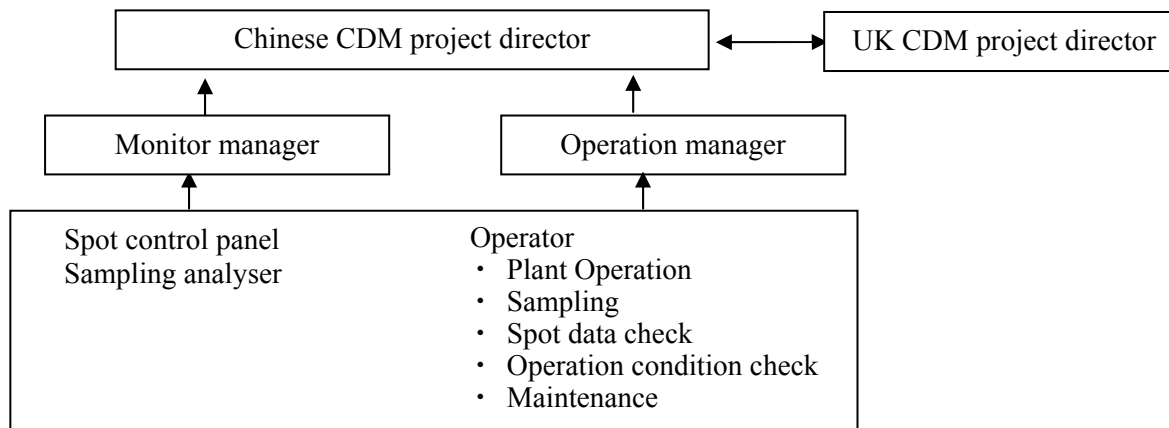 Chinese CDM project director
UK CDM project director
Monitor manager
Operation manager
Spot control panel
Sampling analyser
Operator
・ Plant Operation
・ Sampling
・ Spot data check
・ Operation condition check
・ Maintenance